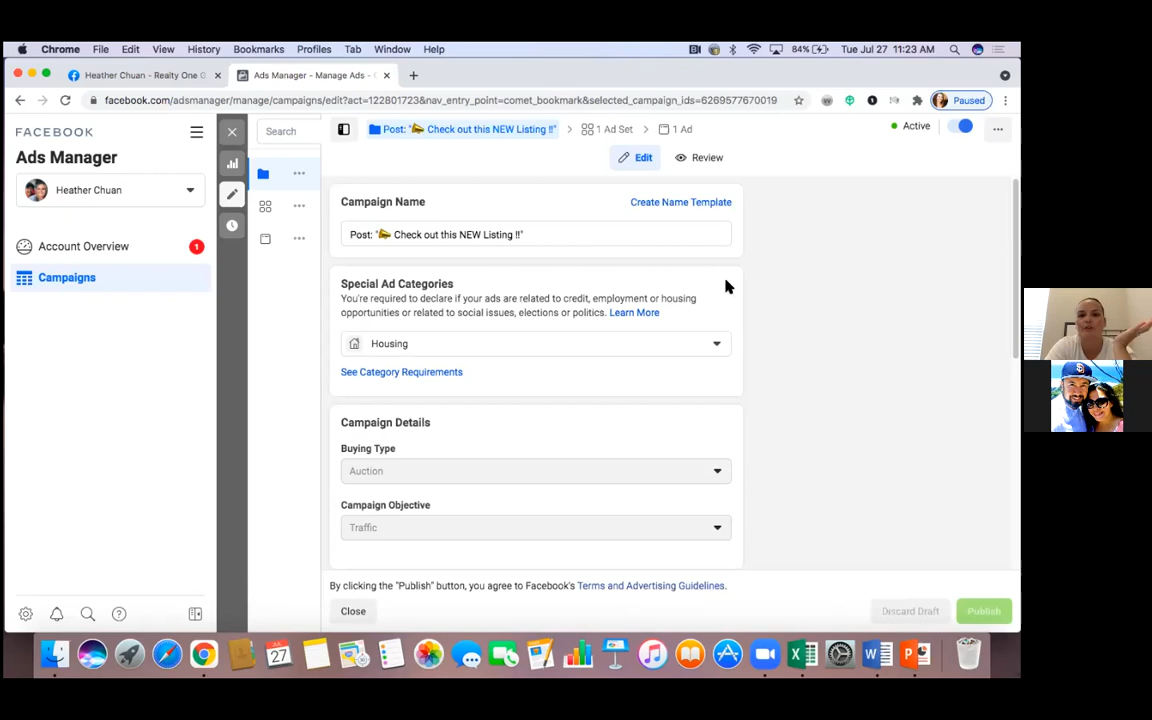 Chrome File Edit View History Bookmarks Profiles Tab Window Help 84% Tue Jul 27 11:23 AM
Heather Chuan - Realty One G Ads Manager - Manage Ads - C
facebook.com/adsmanager/manage/campaigns/edit?act=122801723&nav_entry_point=comet_bookmark&selected_campaign_ids=6269577670019 Paused
FACEBOOK
Ads Manager
Heather Chuan
Account Overview 1
Campaigns
Search
Post: "📣 Check out this NEW Listing ‼️" > 1 Ad Set > 1 Ad
Active
Edit Review
Campaign Name Create Name Template
Post: "📣 Check out this NEW Listing ‼️"
Special Ad Categories
You're required to declare if your ads are related to credit, employment or housing
opportunities or related to social issues, elections or politics. Learn More
Housing
See Category Requirements
Campaign Details
Buying Type
Auction
Campaign Objective
Traffic
By clicking the "Publish" button, you agree to Facebook's Terms and Advertising Guidelines.
Close Discard Draft Publish
JUL
27